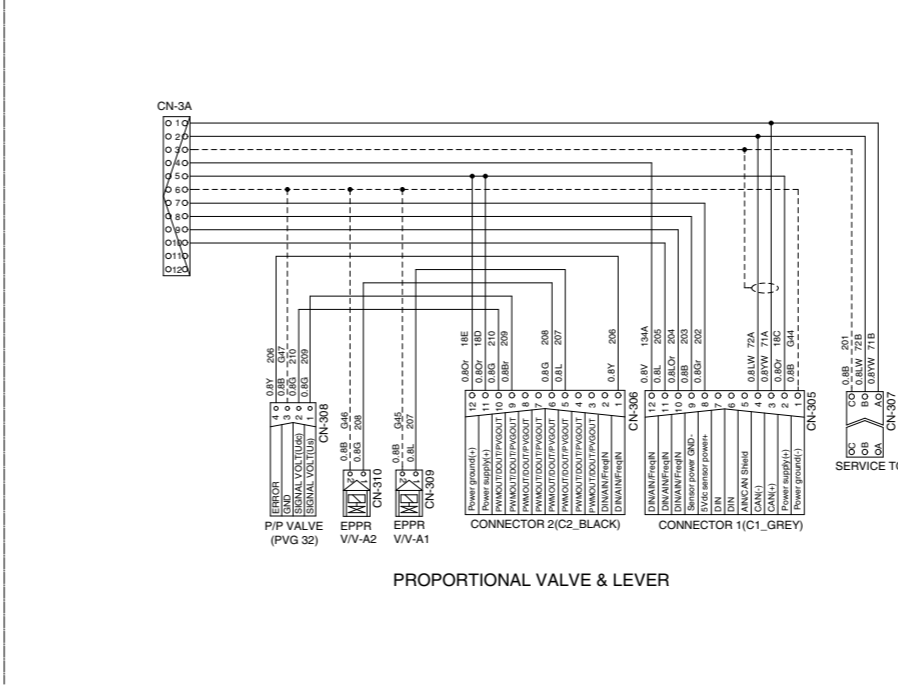 CN-3A
1
2
3
4
5
6
7
8
9
10
11
12
0.8Y 206
0.8B G47
0.8G 210
0.8G 209
4
3
2
1
ERROR
GND
SIGNAL VOLT(Udc)
SIGNAL VOLT(Us)
CN-308
P/P VALVE
(PVG 32)
0.8B G46
0.8G 208
2
1
CN-310
EPPR
V/V-A2
0.8B G45
0.8L 207
2
1
CN-309
EPPR
V/V-A1
0.8Or 18E
0.8Or 18D
0.8G 210
0.8Br 209
0.8G 208
0.8L 207
0.8Y 206
12
11
10
9
8
7
6
5
4
3
2
1
Power ground(+)
Power supply(+)
PWMOUT/DOUT/PVGOUT
PWMOUT/DOUT/PVGOUT
PWMOUT/DOUT/PVGOUT
PWMOUT/DOUT/PVGOUT
PWMOUT/DOUT/PVGOUT
PWMOUT/DOUT/PVGOUT
PWMOUT/DOUT/PVGOUT
PWMOUT/DOUT/PVGOUT
DIN/AIN/FreqIN
DIN/AIN/FreqIN
CN-306
CONNECTOR 2(C2_BLACK)
0.8V 134A
0.8L 205
0.8LOr 204
0.8B 203
0.8Gr 202
0.8LW 72A
0.8YW 71A
0.8Or 18C
0.8B G44
12
11
10
9
8
7
6
5
4
3
2
1
DIN/AIN/FreqIN
DIN/AIN/FreqIN
DIN/AIN/FreqIN
Sensor power GND-
5Vdc sensor power+
DIN
DIN
AIN/CAN Shield
CAN(-)
CAN(+)
Power supply(+)
Power ground(-)
CN-305
CONNECTOR 1(C1_GREY)
0.8B 201
0.8LW 72B
0.8YW 71B
C
B
A
CN-307
C
B
A
SERVICE TO
PROPORTIONAL VALVE & LEVER